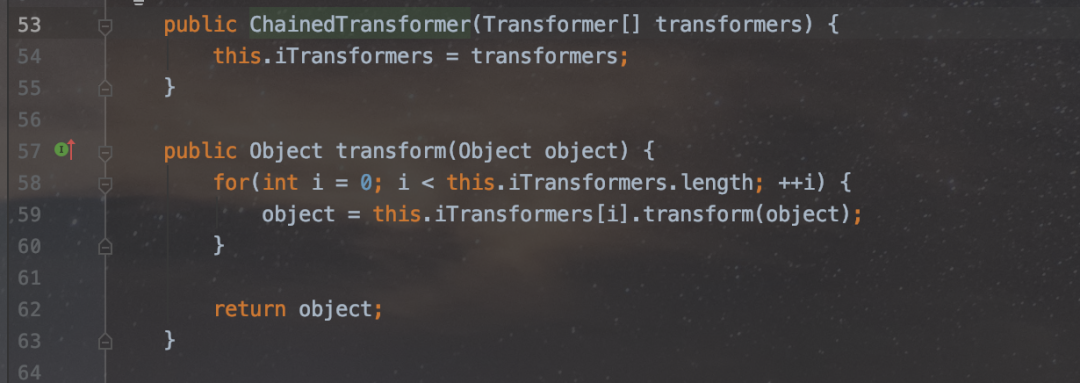 53 public ChainedTransformer(Transformer[] transformers) {
54 this.iTransformers = transformers;
55 }
56
57 public Object transform(Object object) {
58 for(int i = 0; i < this.iTransformers.length; ++i) {
59 object = this.iTransformers[i].transform(object);
60 }
61
62 return object;
63 }
64